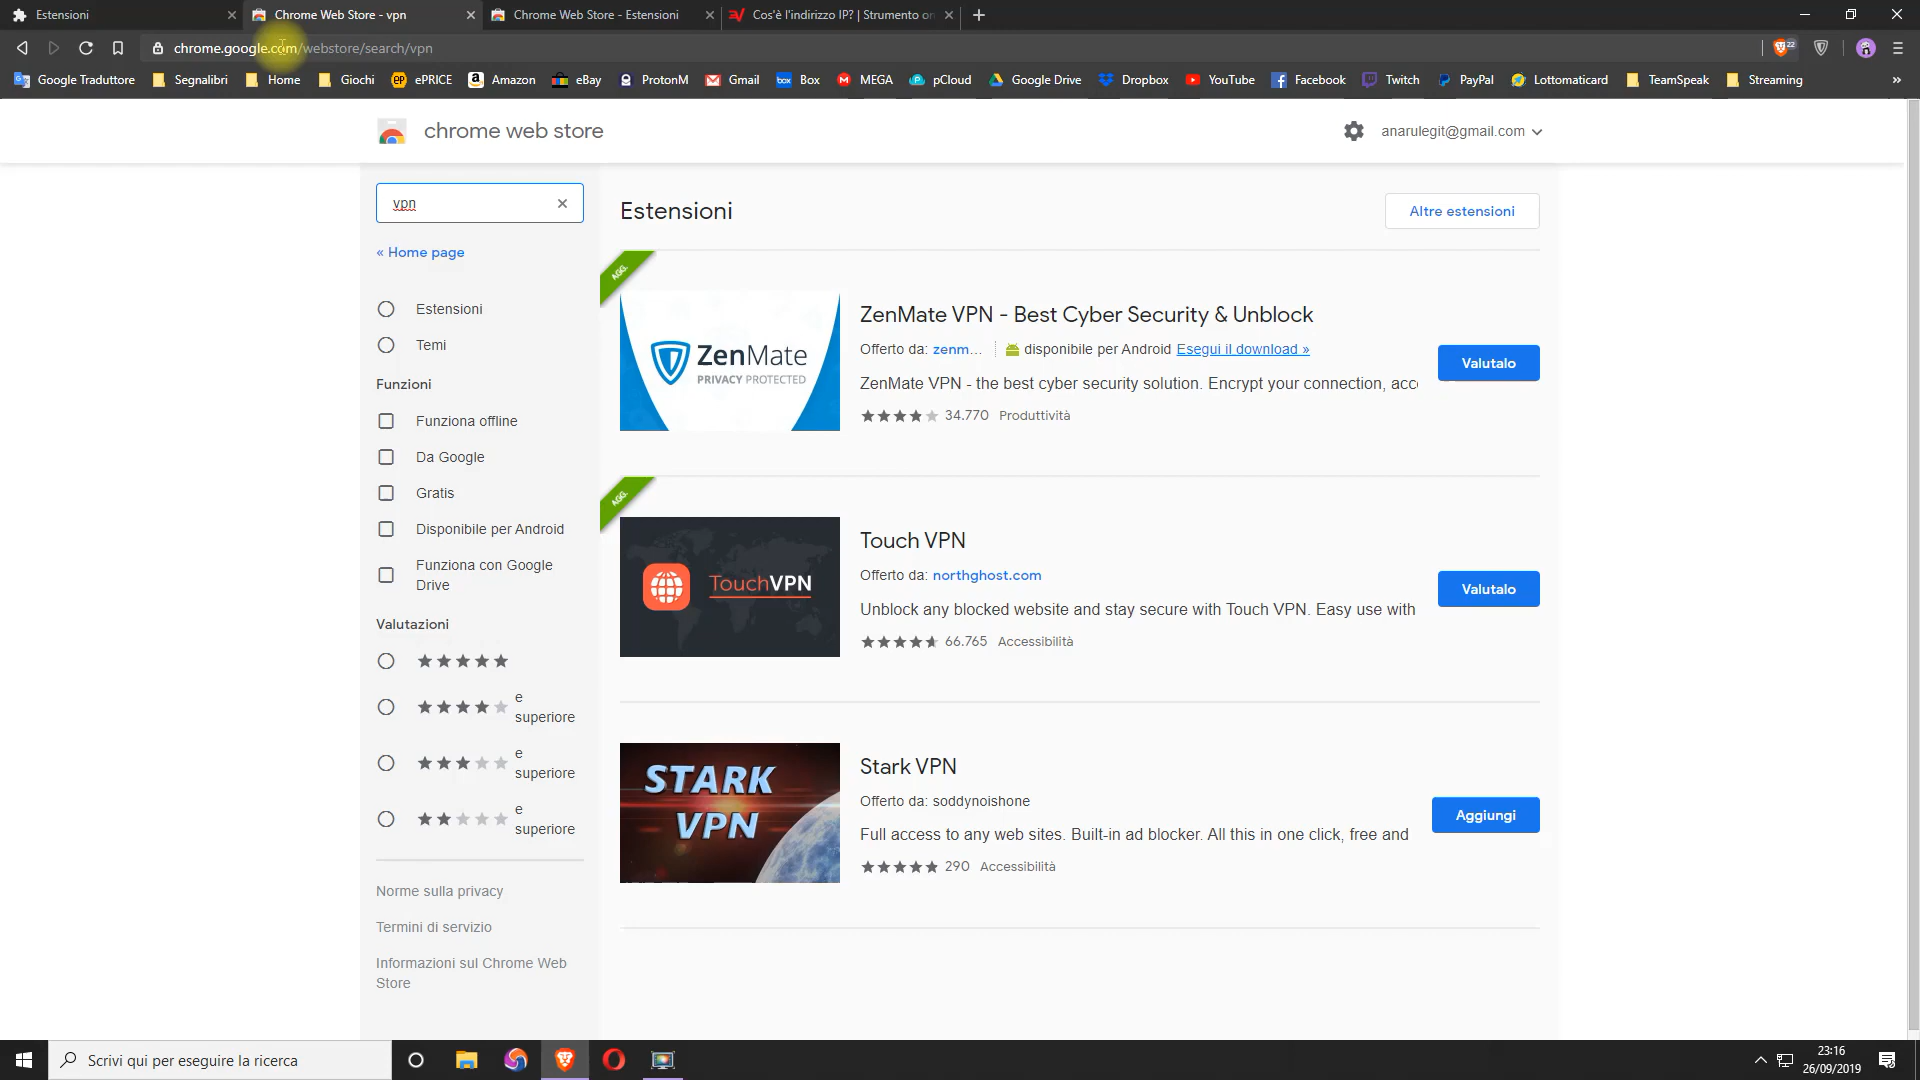 Estensioni
Chrome Web Store - vpn
Chrome Web Store - Estensioni
Cos'è l'indirizzo IP? | Strumento on
chrome.google.com/webstore/search/vpn
22
Google Traduttore
Segnalibri
Home
Giochi
ePRICE
Amazon
eBay
ProtonM
Gmail
box Box
MEGA
pCloud
Google Drive
Dropbox
YouTube
Facebook
Twitch
PayPal
Lottomaticard
TeamSpeak
Streaming
»
chrome web store
anarulegit@gmail.com
vpn
« Home page
Estensioni
Temi
Funzioni
Funziona offline
Da Google
Gratis
Disponibile per Android
Funziona con Google
Drive
Valutazioni
e
superiore
e
superiore
e
superiore
Norme sulla privacy
Termini di servizio
Informazioni sul Chrome Web
Store
Estensioni
Altre estensioni
AGG.
ZenMate
PRIVACY PROTECTED
ZenMate VPN - Best Cyber Security & Unblock
Offerto da: zenm...
disponibile per Android Esegui il download »
ZenMate VPN - the best cyber security solution. Encrypt your connection, acce
34.770 Produttività
Valutalo
AGG.
TouchVPN
Touch VPN
Offerto da: northghost.com
Unblock any blocked website and stay secure with Touch VPN. Easy use with
66.765 Accessibilità
Valutalo
STARK
VPN
Stark VPN
Offerto da: soddynoishone
Full access to any web sites. Built-in ad blocker. All this in one click, free and
290 Accessibilità
Aggiungi
Scrivi qui per eseguire la ricerca
23:16
26/09/2019